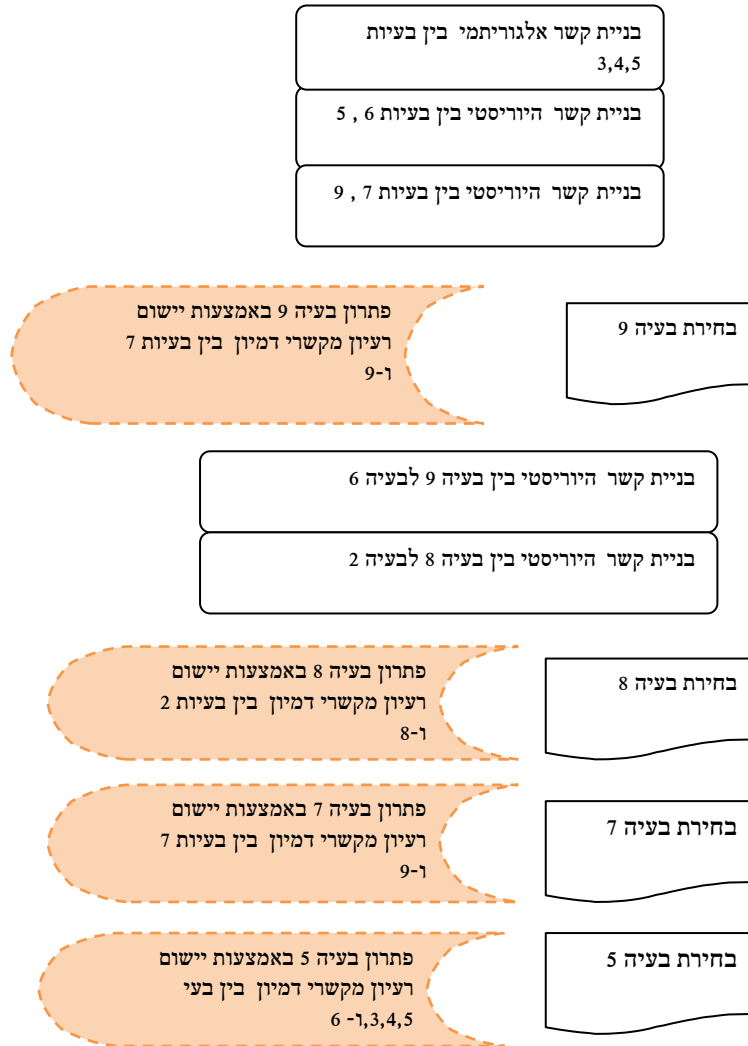 בניית קשר אלגוריתמי בין בעיות
3,4,5
בניית קשר היוריסטי בין בעיות 6 , 5
בניית קשר היוריסטי בין בעיות 7 , 9
בחירת בעיה 9
פתרון בעיה 9 באמצעות יישום
רעיון מקשרי דמיון בין בעיות 7
ו-9
בניית קשר היוריסטי בין בעיה 9 לבעיה 6
בניית קשר היוריסטי בין בעיה 8 לבעיה 2
בחירת בעיה 8
פתרון בעיה 8 באמצעות יישום
רעיון מקשרי דמיון בין בעיות 2
ו-8
בחירת בעיה 7
פתרון בעיה 7 באמצעות יישום
רעיון מקשרי דמיון בין בעיות 7
ו-9
בחירת בעיה 5
פתרון בעיה 5 באמצעות יישום
רעיון מקשרי דמיון בין בעי
3,4,5,ו- 6